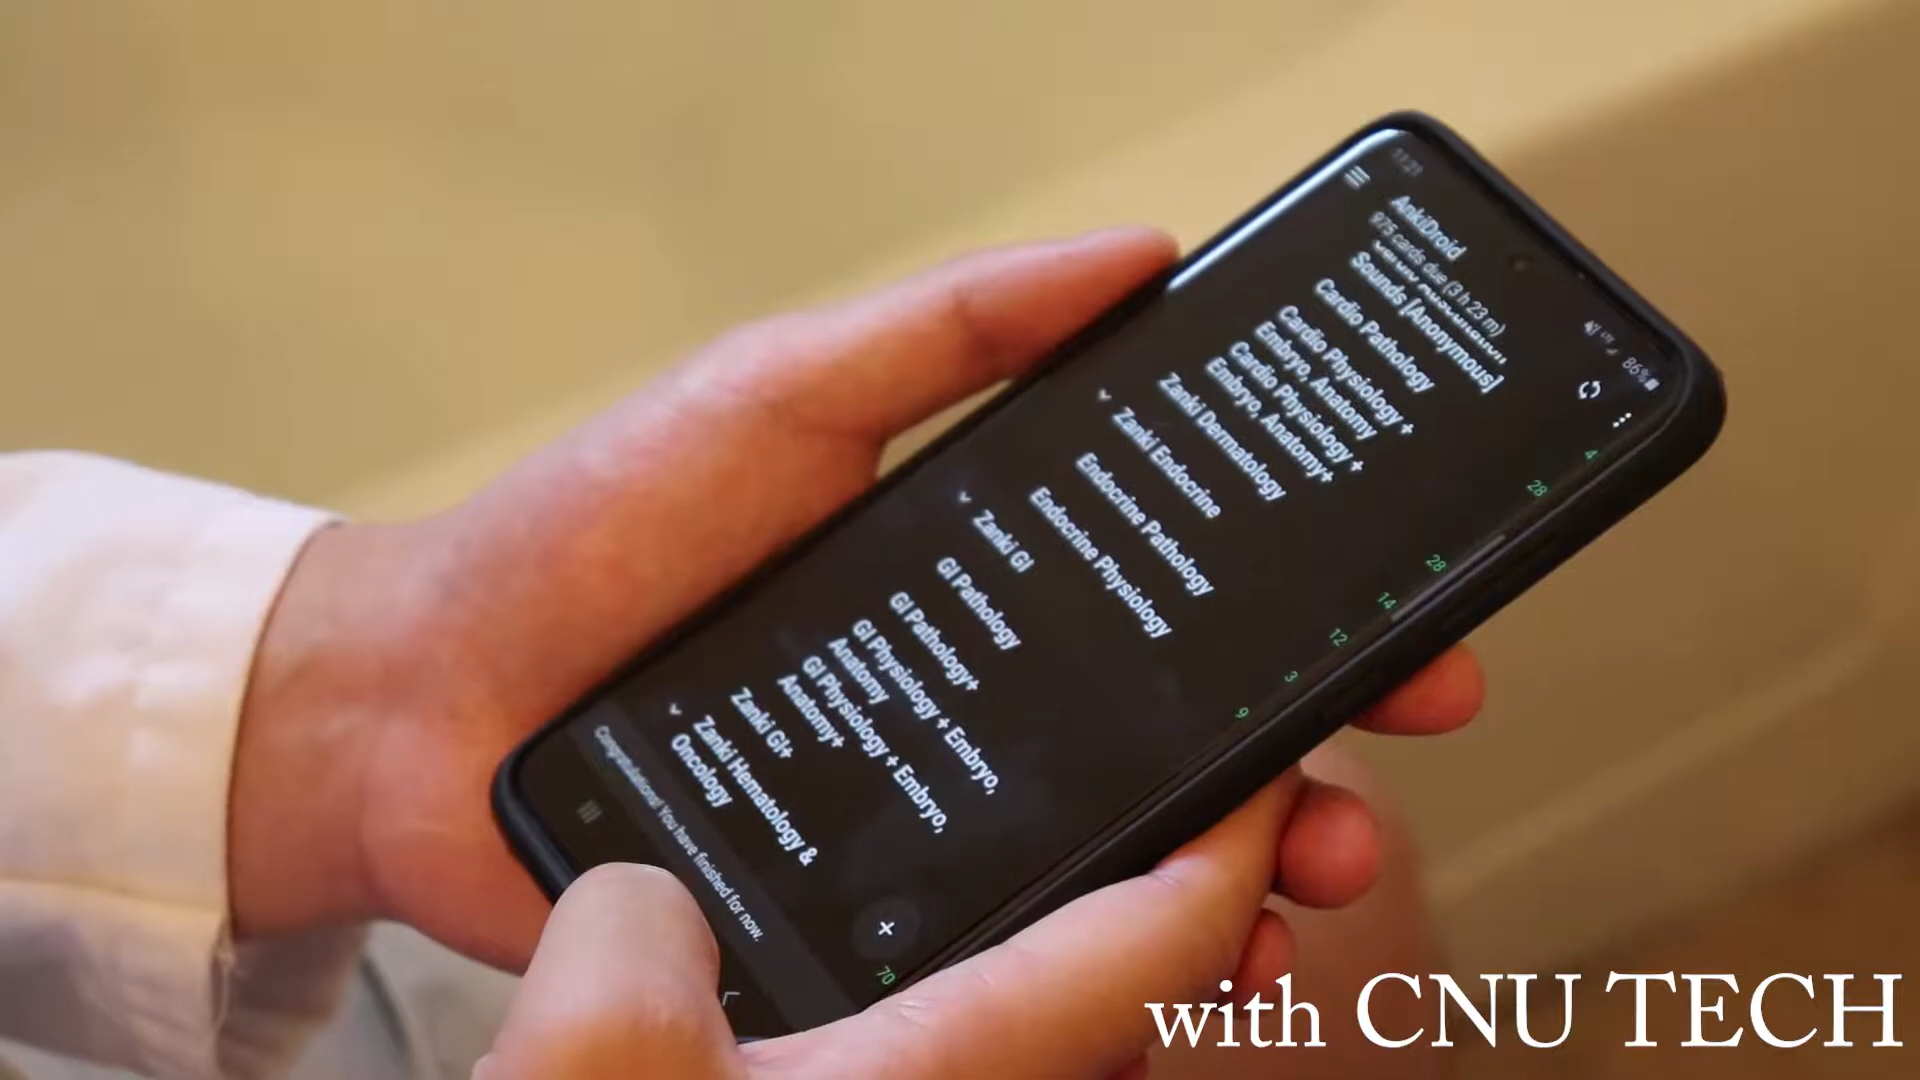 11:21
86%
AnkiDroid
975 cards due (3 h 23 m)
Sounds [Anonymous]
Cardio Pathology
Cardio Physiology +
Embryo, Anatomy
Cardio Physiology +
Embryo, Anatomy+
Zanki Dermatology
Zanki Endocrine
28
Endocrine Pathology
14
Endocrine Physiology
12
Zanki GI
3
GI Pathology
9
GI Pathology+
GI Physiology + Embryo,
Anatomy
GI Physiology + Embryo,
Anatomy+
Zanki GI+
Zanki Hematology &
Oncology
70
Congratulations! You have finished for now.
28
with CNU TECH